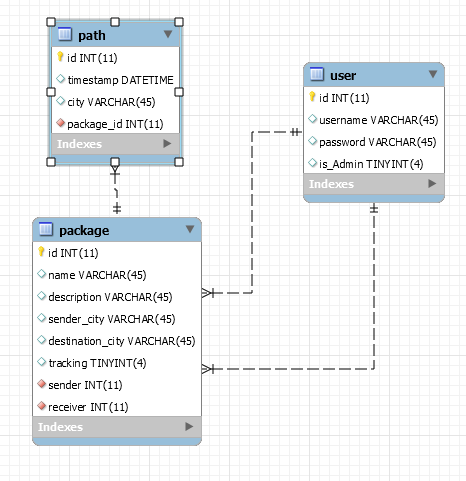 path
id INT(11)
timestamp DATETIME
city VARCHAR(45)
package_id INT(11)
Indexes
user
id INT(11)
username VARCHAR(45)
password VARCHAR(45)
is_Admin TINYINT(4)
Indexes
package
id INT(11)
name VARCHAR(45)
description VARCHAR(45)
sender_city VARCHAR(45)
destination_city VARCHAR(45)
tracking TINYINT(4)
sender INT(11)
receiver INT(11)
Indexes